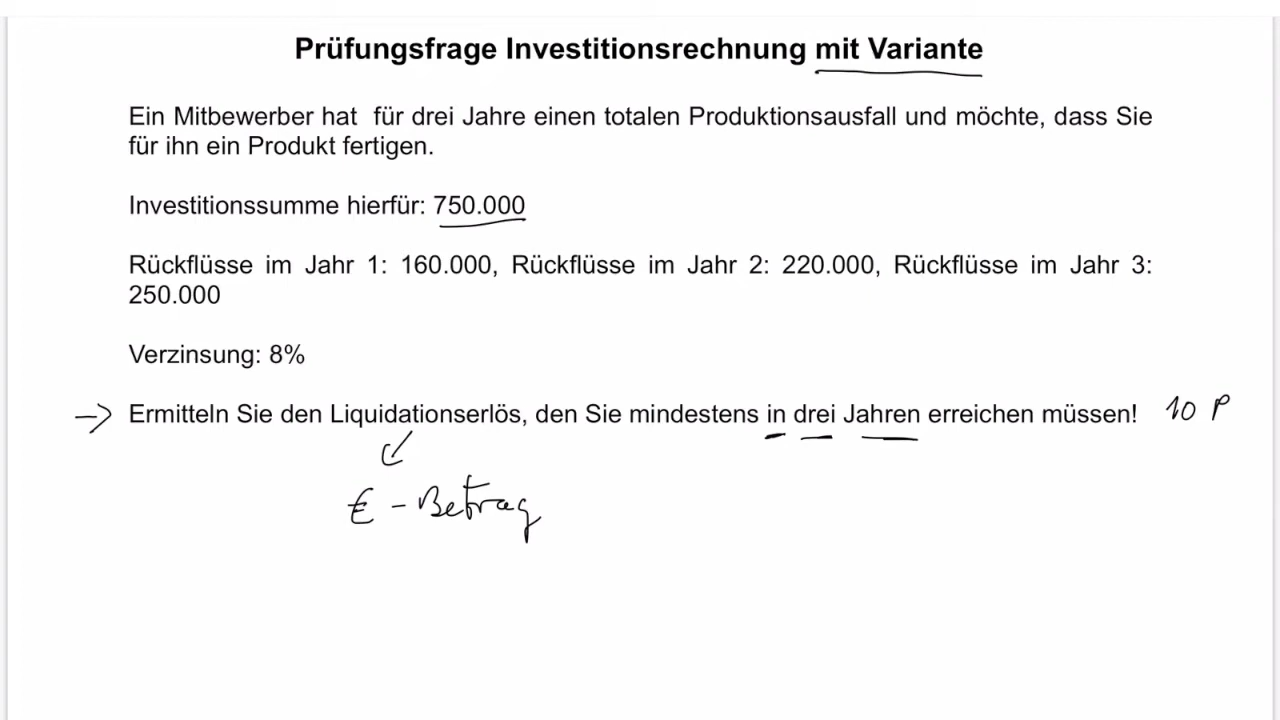 Prüfungsfrage Investitionsrechnung mit Variante
Ein Mitbewerber hat für drei Jahre einen totalen Produktionsausfall und möchte, dass Sie
für ihn ein Produkt fertigen.
Investitionssumme hierfür: 750.000
Rückflüsse im Jahr 1: 160.000, Rückflüsse im Jahr 2: 220.000, Rückflüsse im Jahr 3:
250.000
Verzinsung: 8%
-> Ermitteln Sie den Liquidationserlös, den Sie mindestens in drei Jahren erreichen müssen! 10 P
€ - Betrag